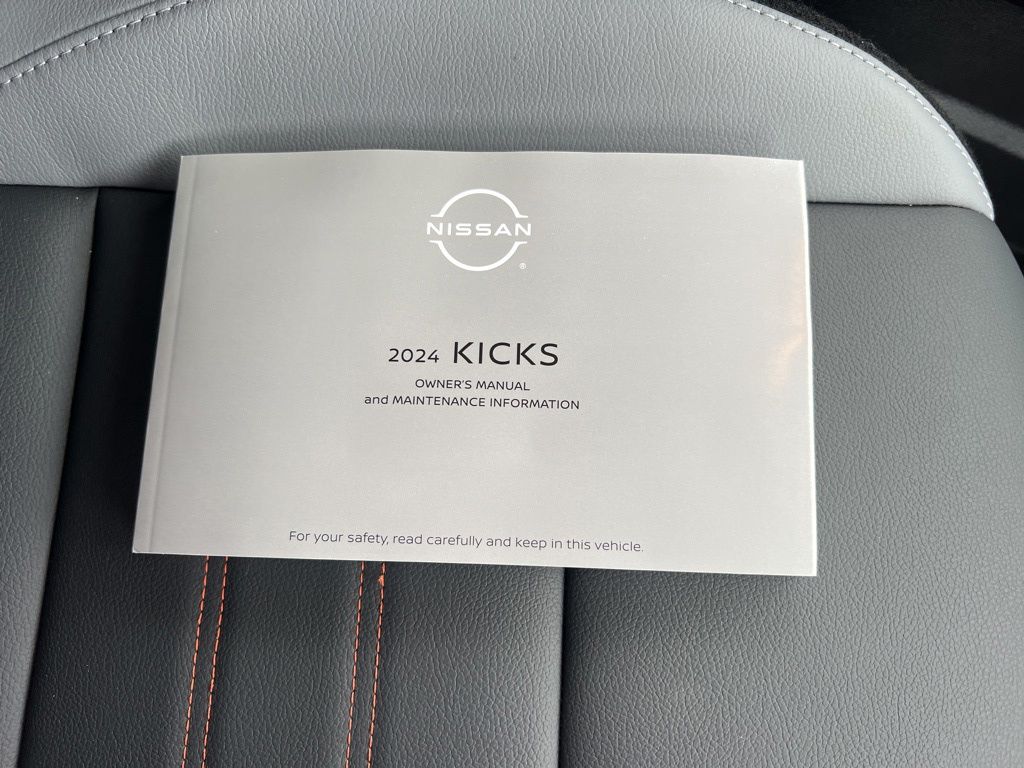 NISSAN
®
2024 KICKS
OWNER'S MANUAL
and MAINTENANCE INFORMATION
For your safety, read carefully and keep in this vehicle.